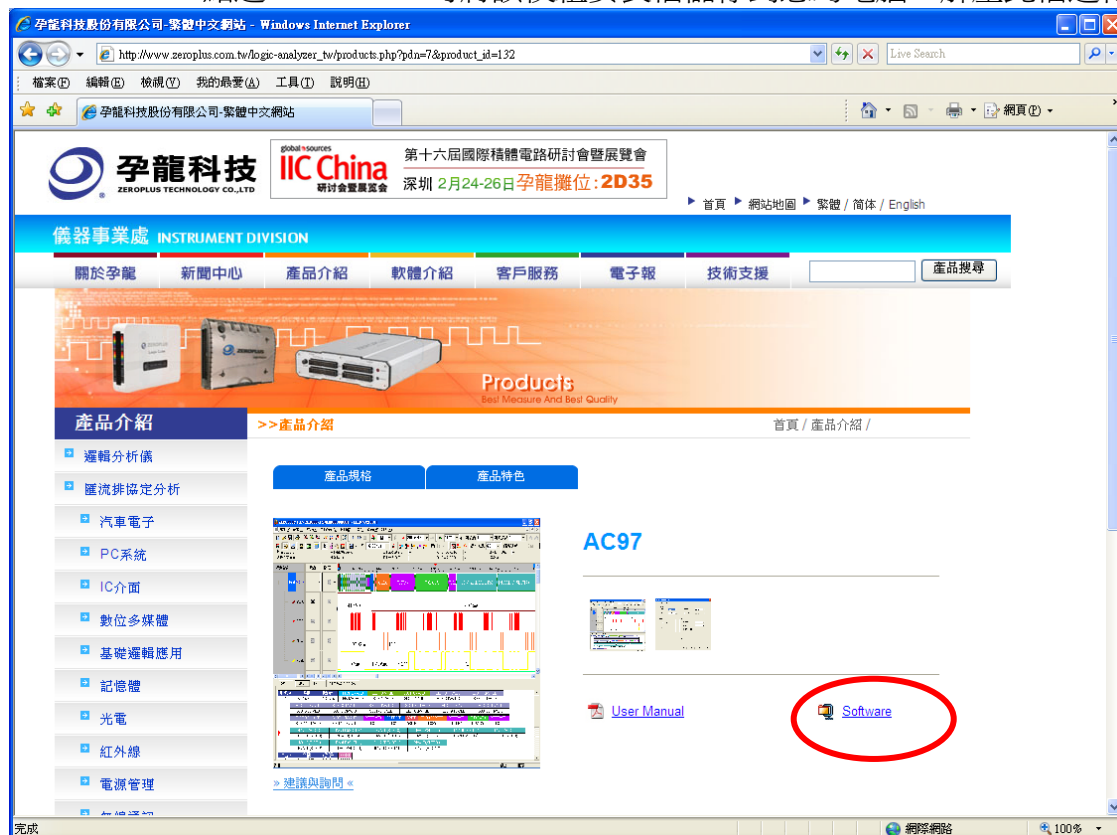 孕龍科技股份有限公司-繁體中文網站 - Windows Internet Explorer
http://www.zeroplus.com.tw/logic-analyzer_tw/products.php?pdn=7&product_id=132
Live Search
檔案(F) 編輯(E) 檢視(V) 我的最愛(A) 工具(T) 說明(H)
孕龍科技股份有限公司-繁體中文網站
網頁(P)
孕龍科技
ZEROPLUS TECHNOLOGY CO.,LTD
global sources
IIC China
研讨会暨展览会
第十六屆國際積體電路研討會暨展覽會
深圳 2月24-26日孕龍攤位:2D35
首頁 網站地圖 繁體 / 简体 / English
儀器事業處 INSTRUMENT DIVISION
關於孕龍 新聞中心 產品介紹 軟體介紹 客戶服務 電子報 技術支援 產品搜尋
Products
Best Measure And Best Quality
產品介紹
>>產品介紹
首頁 / 產品介紹 /
邏輯分析儀
匯流排協定分析
汽車電子
PC系統
IC介面
數位多媒體
基礎邏輯應用
記憶體
光電
紅外線
電源管理
產品規格 產品特色
AC97
User Manual
Software
» 建議與詢問 «
完成
網際網路
100%